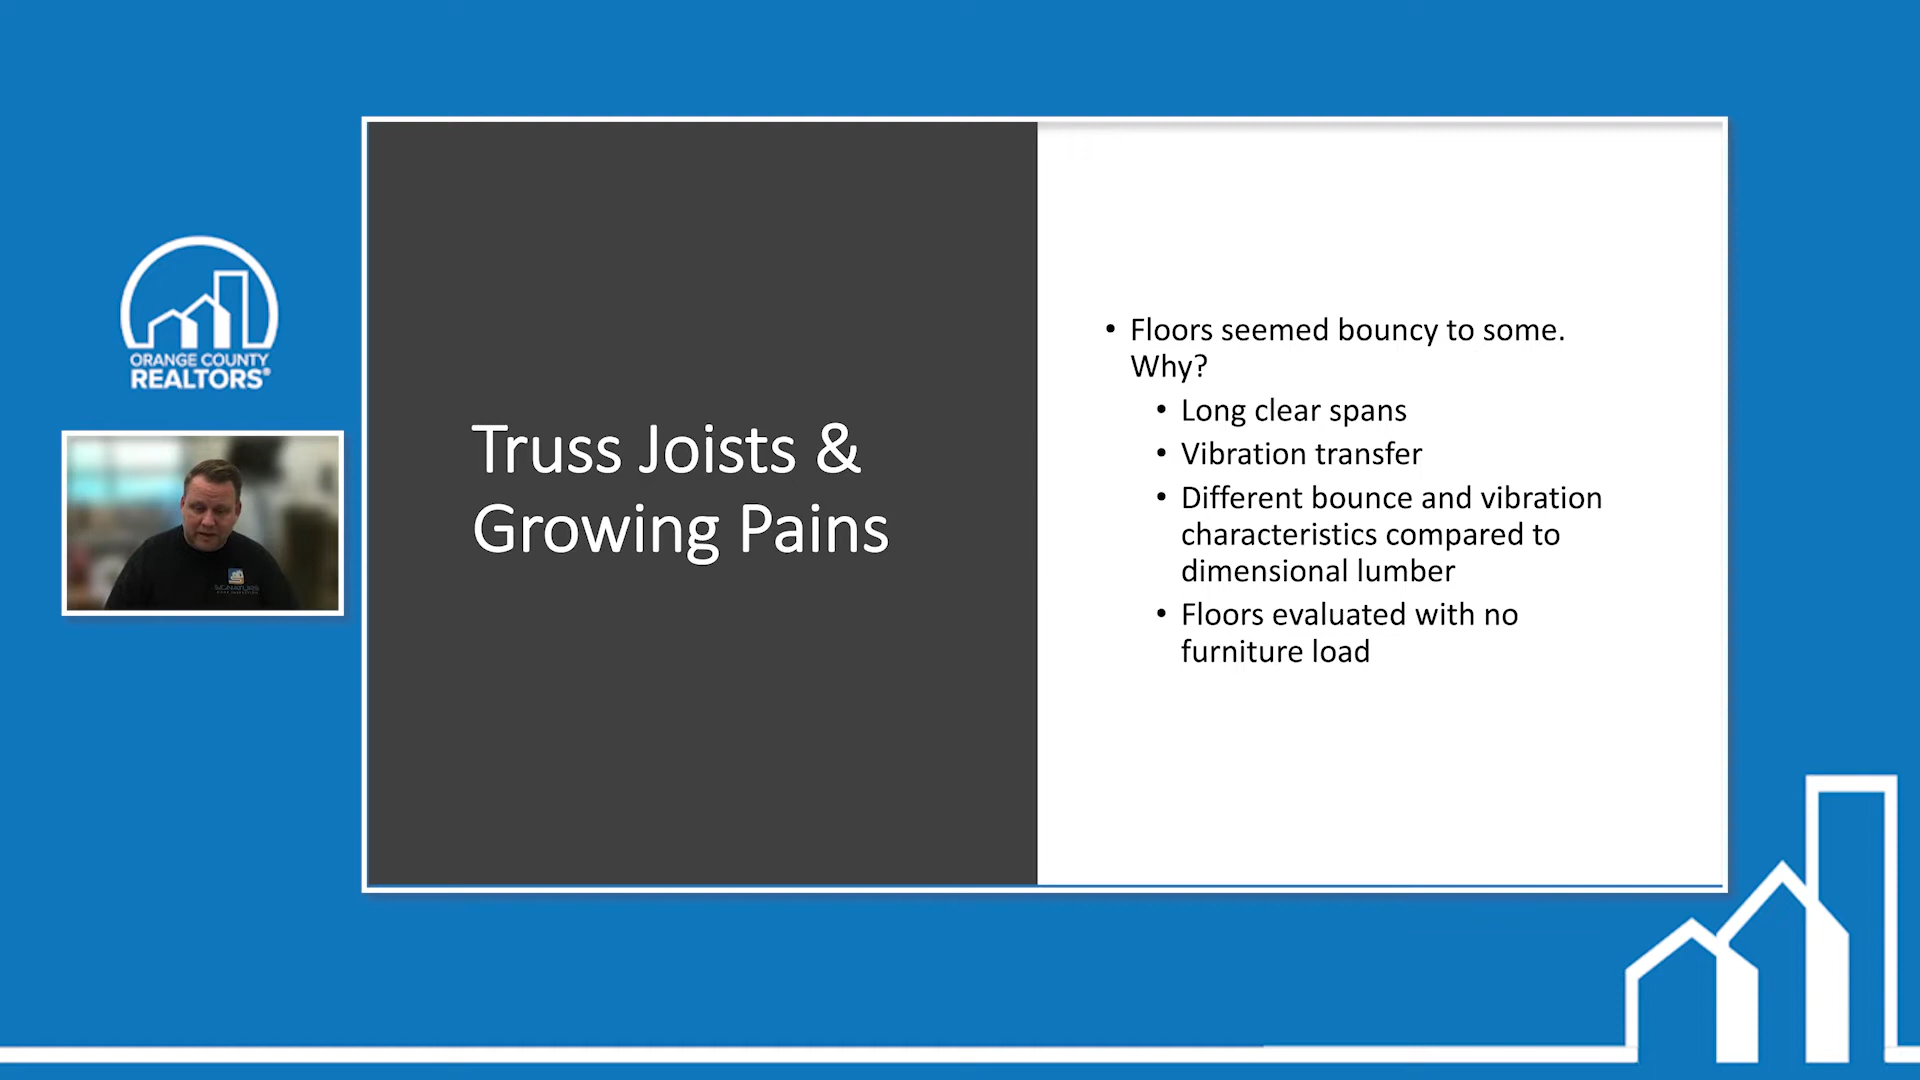 ORANGE COUNTY
REALTORS®
SIGNATURE
Truss Joists &
Growing Pains
• Floors seemed bouncy to some.
Why?
• Long clear spans
• Vibration transfer
• Different bounce and vibration
characteristics compared to
dimensional lumber
• Floors evaluated with no
furniture load